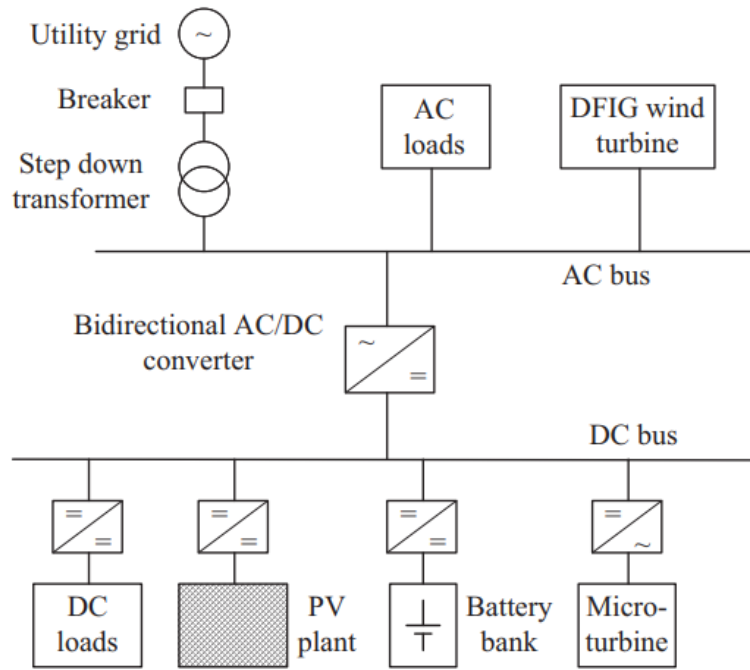 Utility grid
~
Breaker
AC
loads
DFIG wind
turbine
Step down
transformer
AC bus
Bidirectional AC/DC
converter
~
=
DC bus
=
=
=
=
=
=
=
~
DC
loads
PV
plant
Battery
bank
Micro-
turbine